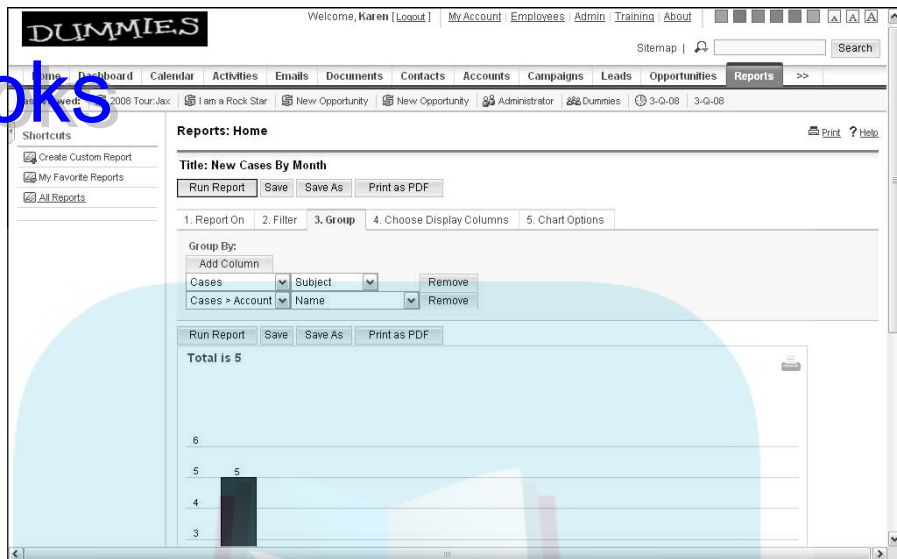 DUMMIES
Welcome, Karen [ Logout ] My Account Employees Admin Training About A A A
Sitemap Search
Home Dashboard Calendar Activities Emails Documents Contacts Accounts Campaigns Leads Opportunities Reports >>
oks
2008 Tour:Jax I am a Rock Star New Opportunity New Opportunity Administrator Dummies 3-Q-08 3-Q-08
Shortcuts
Create Custom Report
My Favorite Reports
All Reports
Reports: Home Print ? Help
Title: New Cases By Month
Run Report Save Save As Print as PDF
1. Report On 2. Filter 3. Group 4. Choose Display Columns 5. Chart Options
Group By:
Add Column
Cases Subject Remove
Cases > Account Name Remove
Run Report Save Save As Print as PDF
Total is 5
6
5 5
4
3